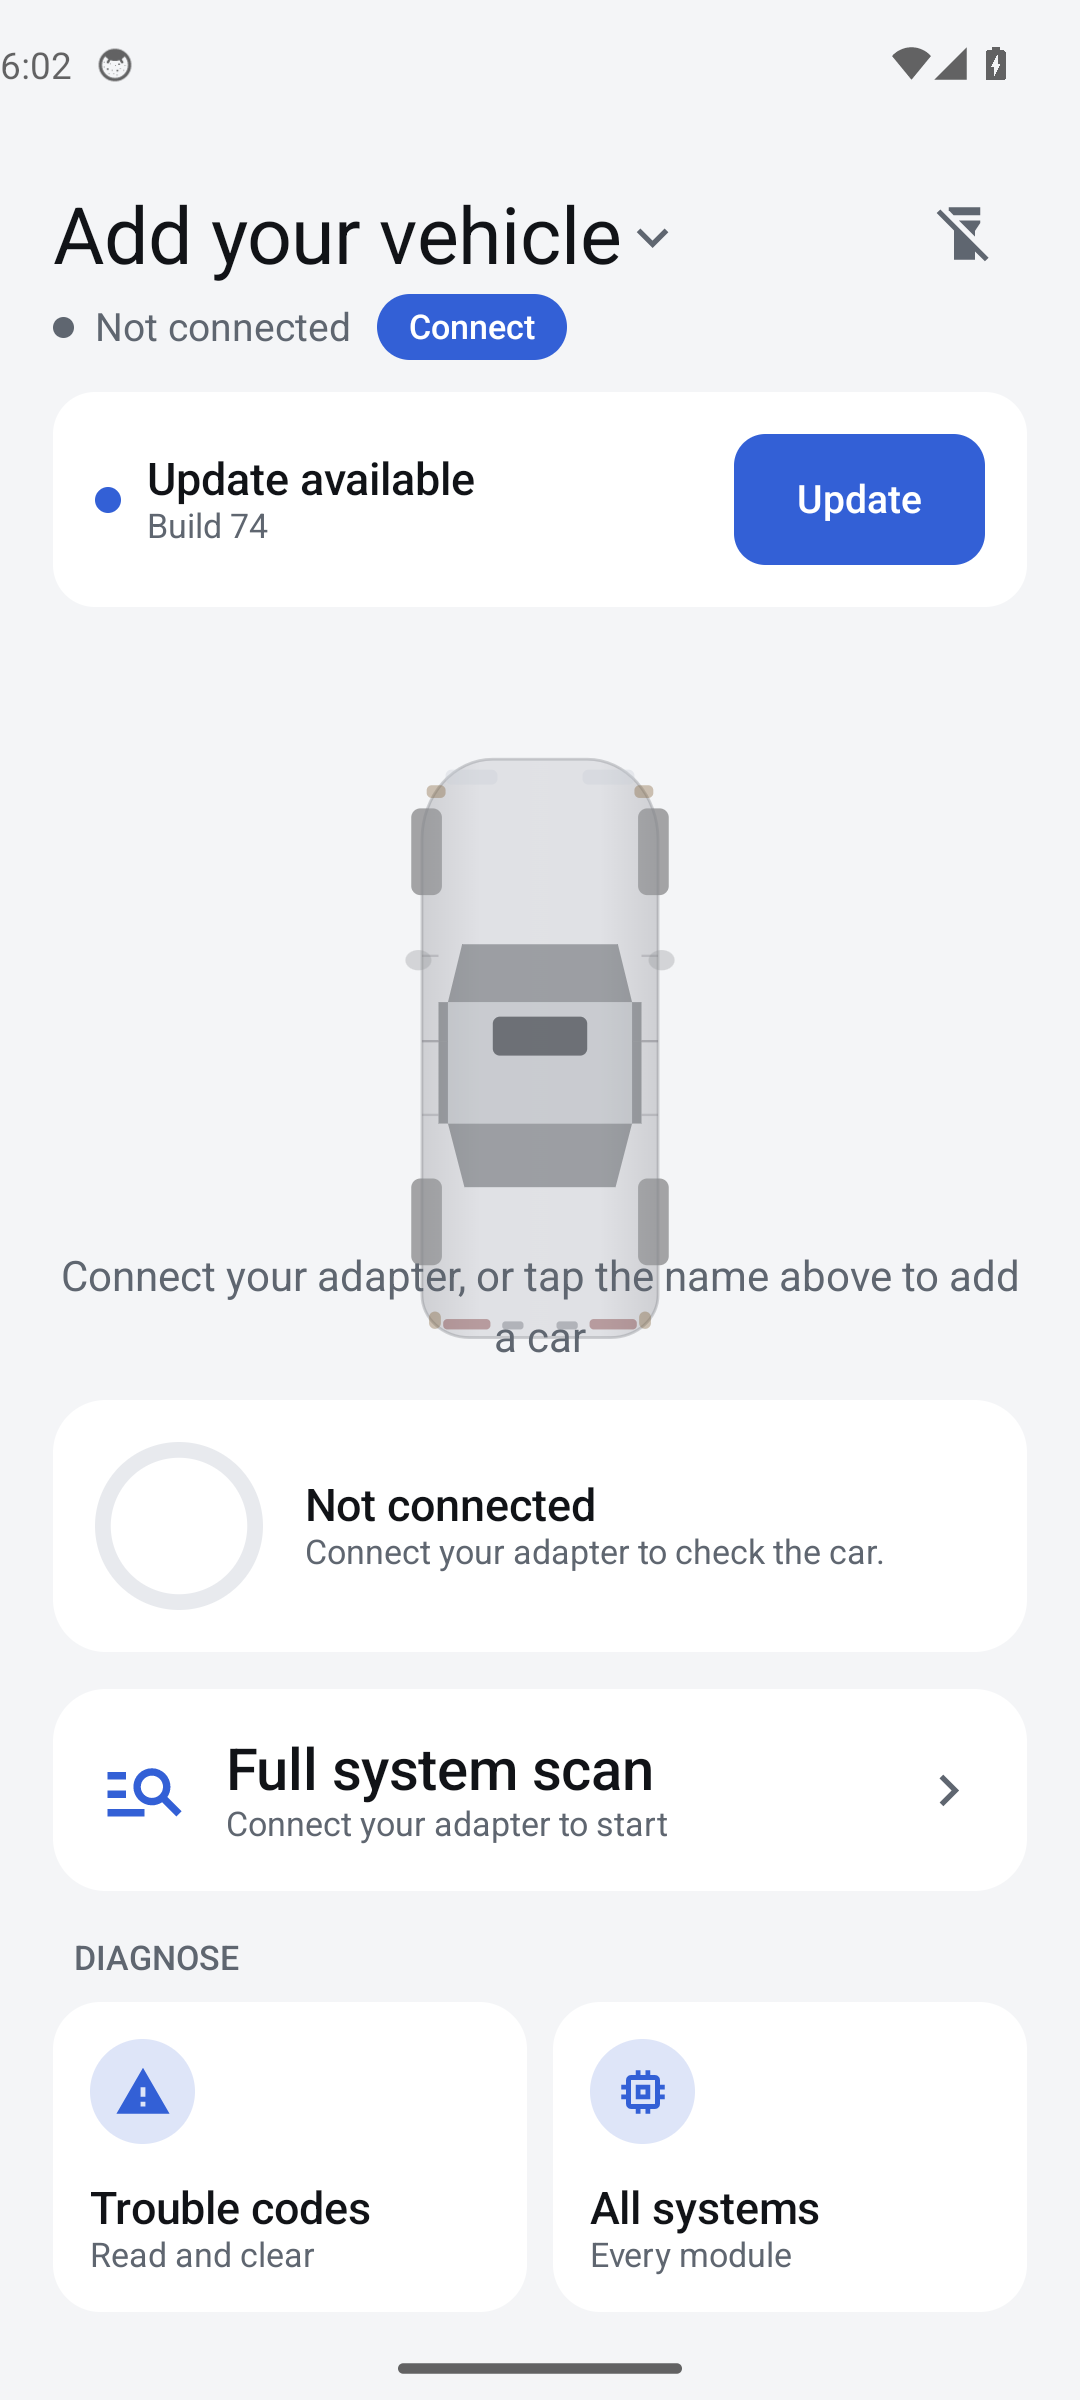 6:02
Add your vehicle
Not connected
Connect
Update available
Build 74
Update
Connect your adapter, or tap the name above to add
a car
Not connected
Connect your adapter to check the car.
Full system scan
Connect your adapter to start
DIAGNOSE
Trouble codes
Read and clear
All systems
Every module